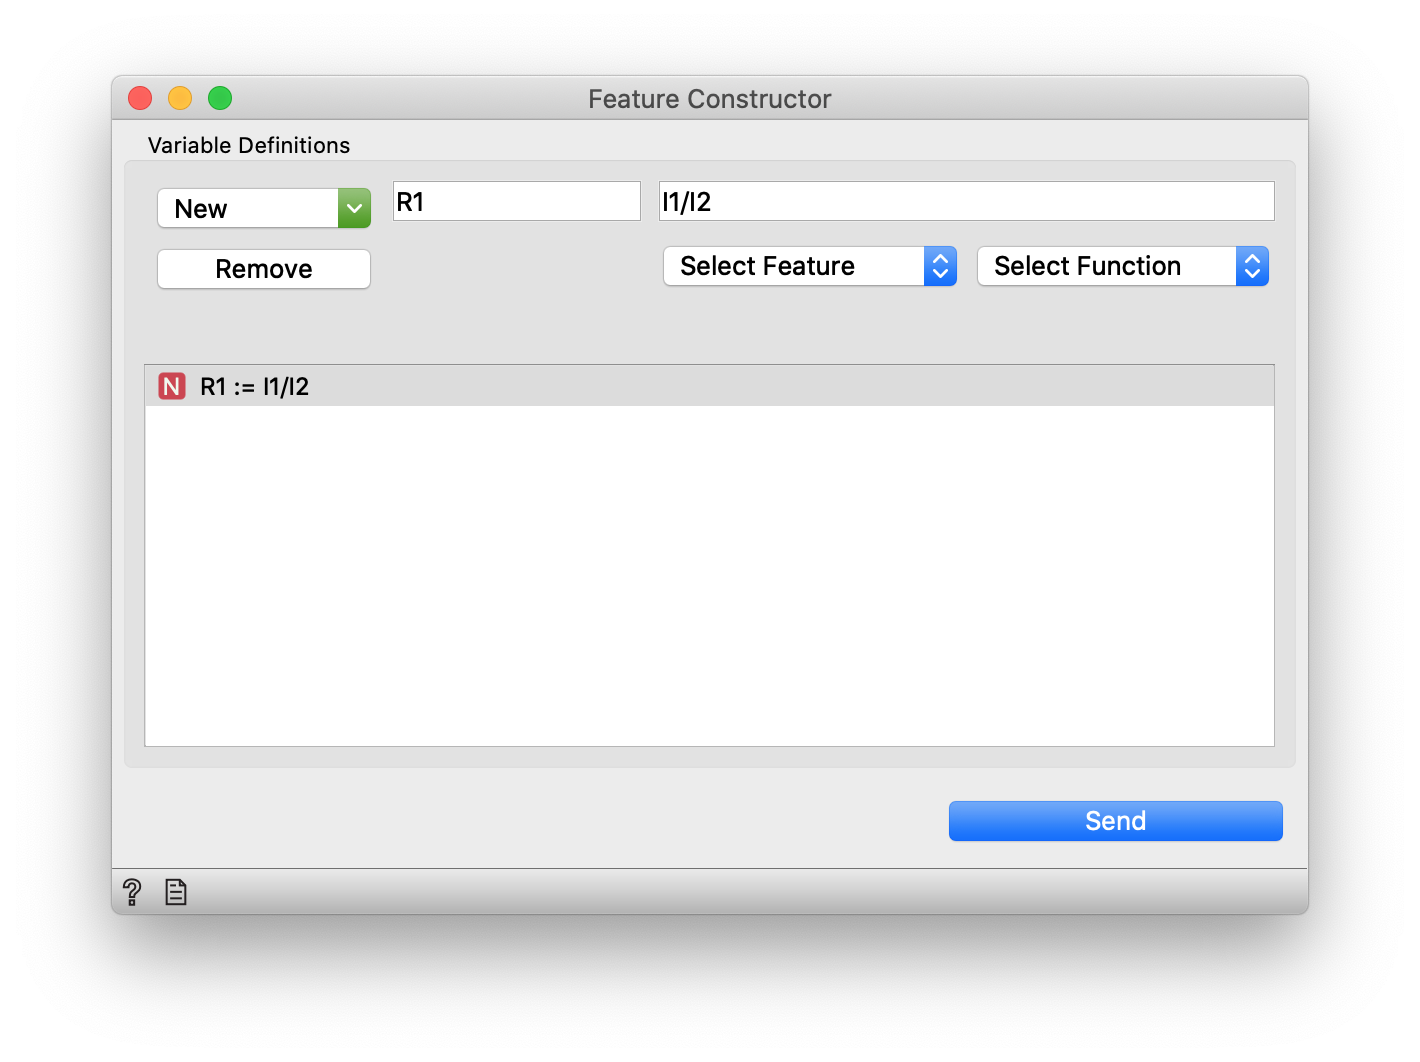 Feature Constructor
Variable Definitions
New R1 I1/I2
Remove Select Feature Select Function
N R1 := I1/I2
Send
?